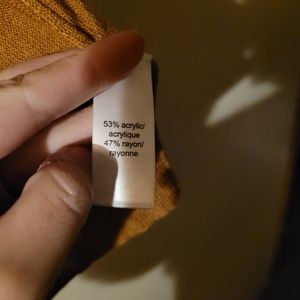 53% acrylic/
acrylique
47% rayon/
rayonne